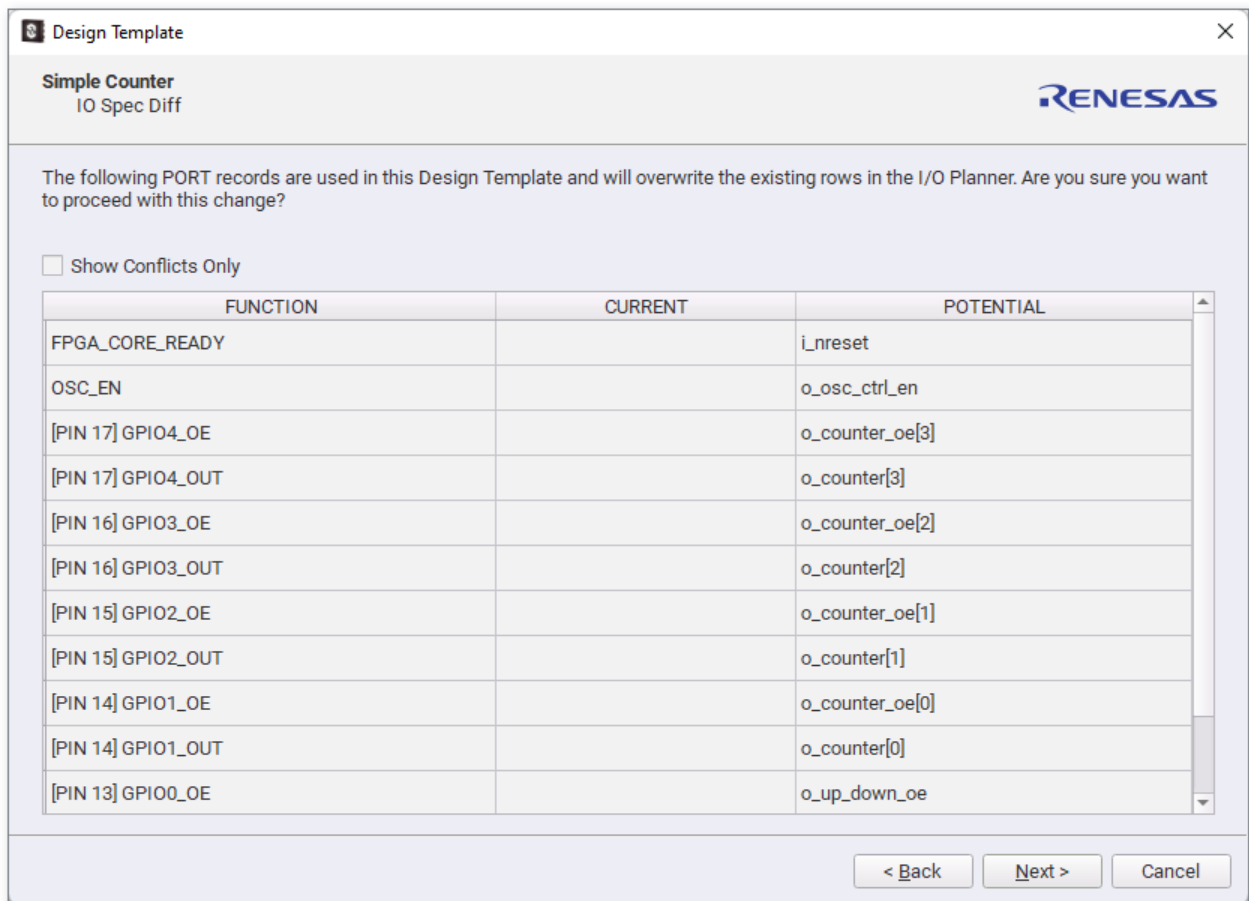 Design Template
Simple Counter
IO Spec Diff
RENESAS
The following PORT records are used in this Design Template and will overwrite the existing rows in the I/O Planner. Are you sure you want
to proceed with this change?
Show Conflicts Only
FUNCTION CURRENT POTENTIAL
FPGA_CORE_READY i_nreset
OSC_EN o_osc_ctrl_en
[PIN 17] GPIO4_OE o_counter_oe[3]
[PIN 17] GPIO4_OUT o_counter[3]
[PIN 16] GPIO3_OE o_counter_oe[2]
[PIN 16] GPIO3_OUT o_counter[2]
[PIN 15] GPIO2_OE o_counter_oe[1]
[PIN 15] GPIO2_OUT o_counter[1]
[PIN 14] GPIO1_OE o_counter_oe[0]
[PIN 14] GPIO1_OUT o_counter[0]
[PIN 13] GPIO0_OE o_up_down_oe
< Back Next > Cancel